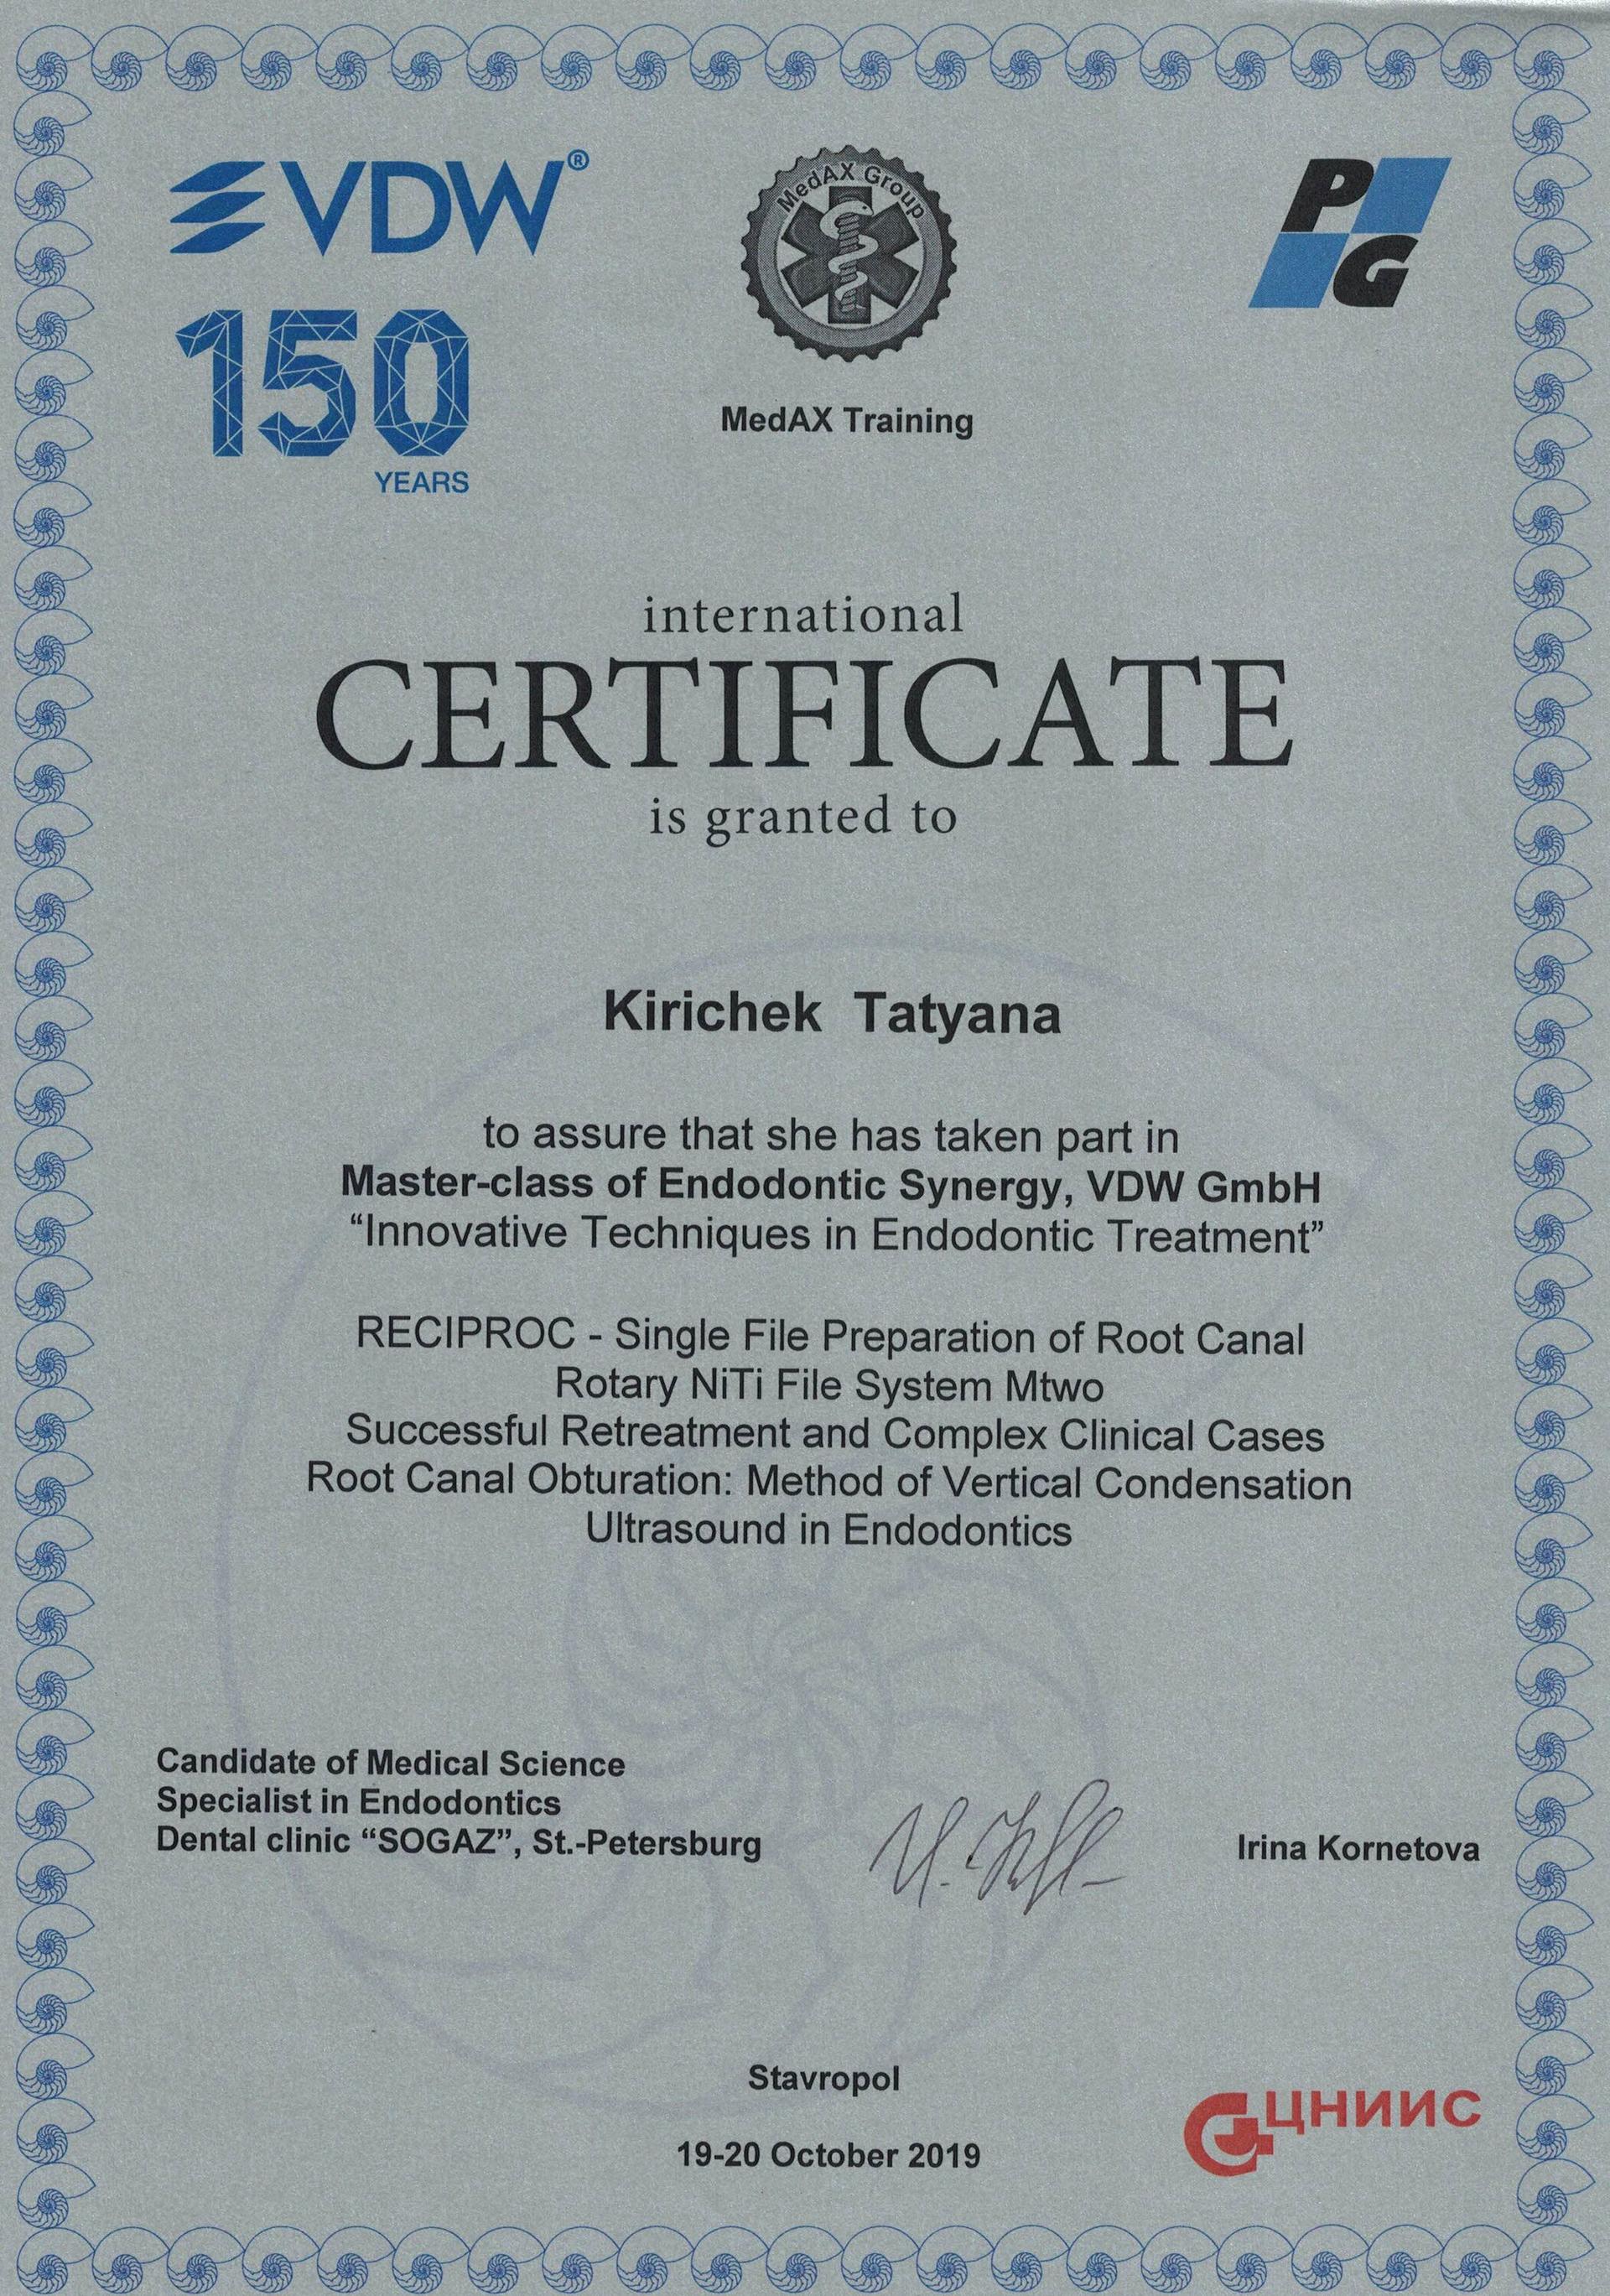 VDW®
150
YEARS
MedAX Group
MedAX Training
PG
international
CERTIFICATE
is granted to
Kirichek Tatyana
to assure that she has taken part in
Master-class of Endodontic Synergy, VDW GmbH
“Innovative Techniques in Endodontic Treatment”
RECIPROC - Single File Preparation of Root Canal
Rotary NiTi File System Mtwo
Successful Retreatment and Complex Clinical Cases
Root Canal Obturation: Method of Vertical Condensation
Ultrasound in Endodontics
Candidate of Medical Science
Specialist in Endodontics
Dental clinic “SOGAZ”, St.-Petersburg
Irina Kornetova
Stavropol
19-20 October 2019
ЦНИИС